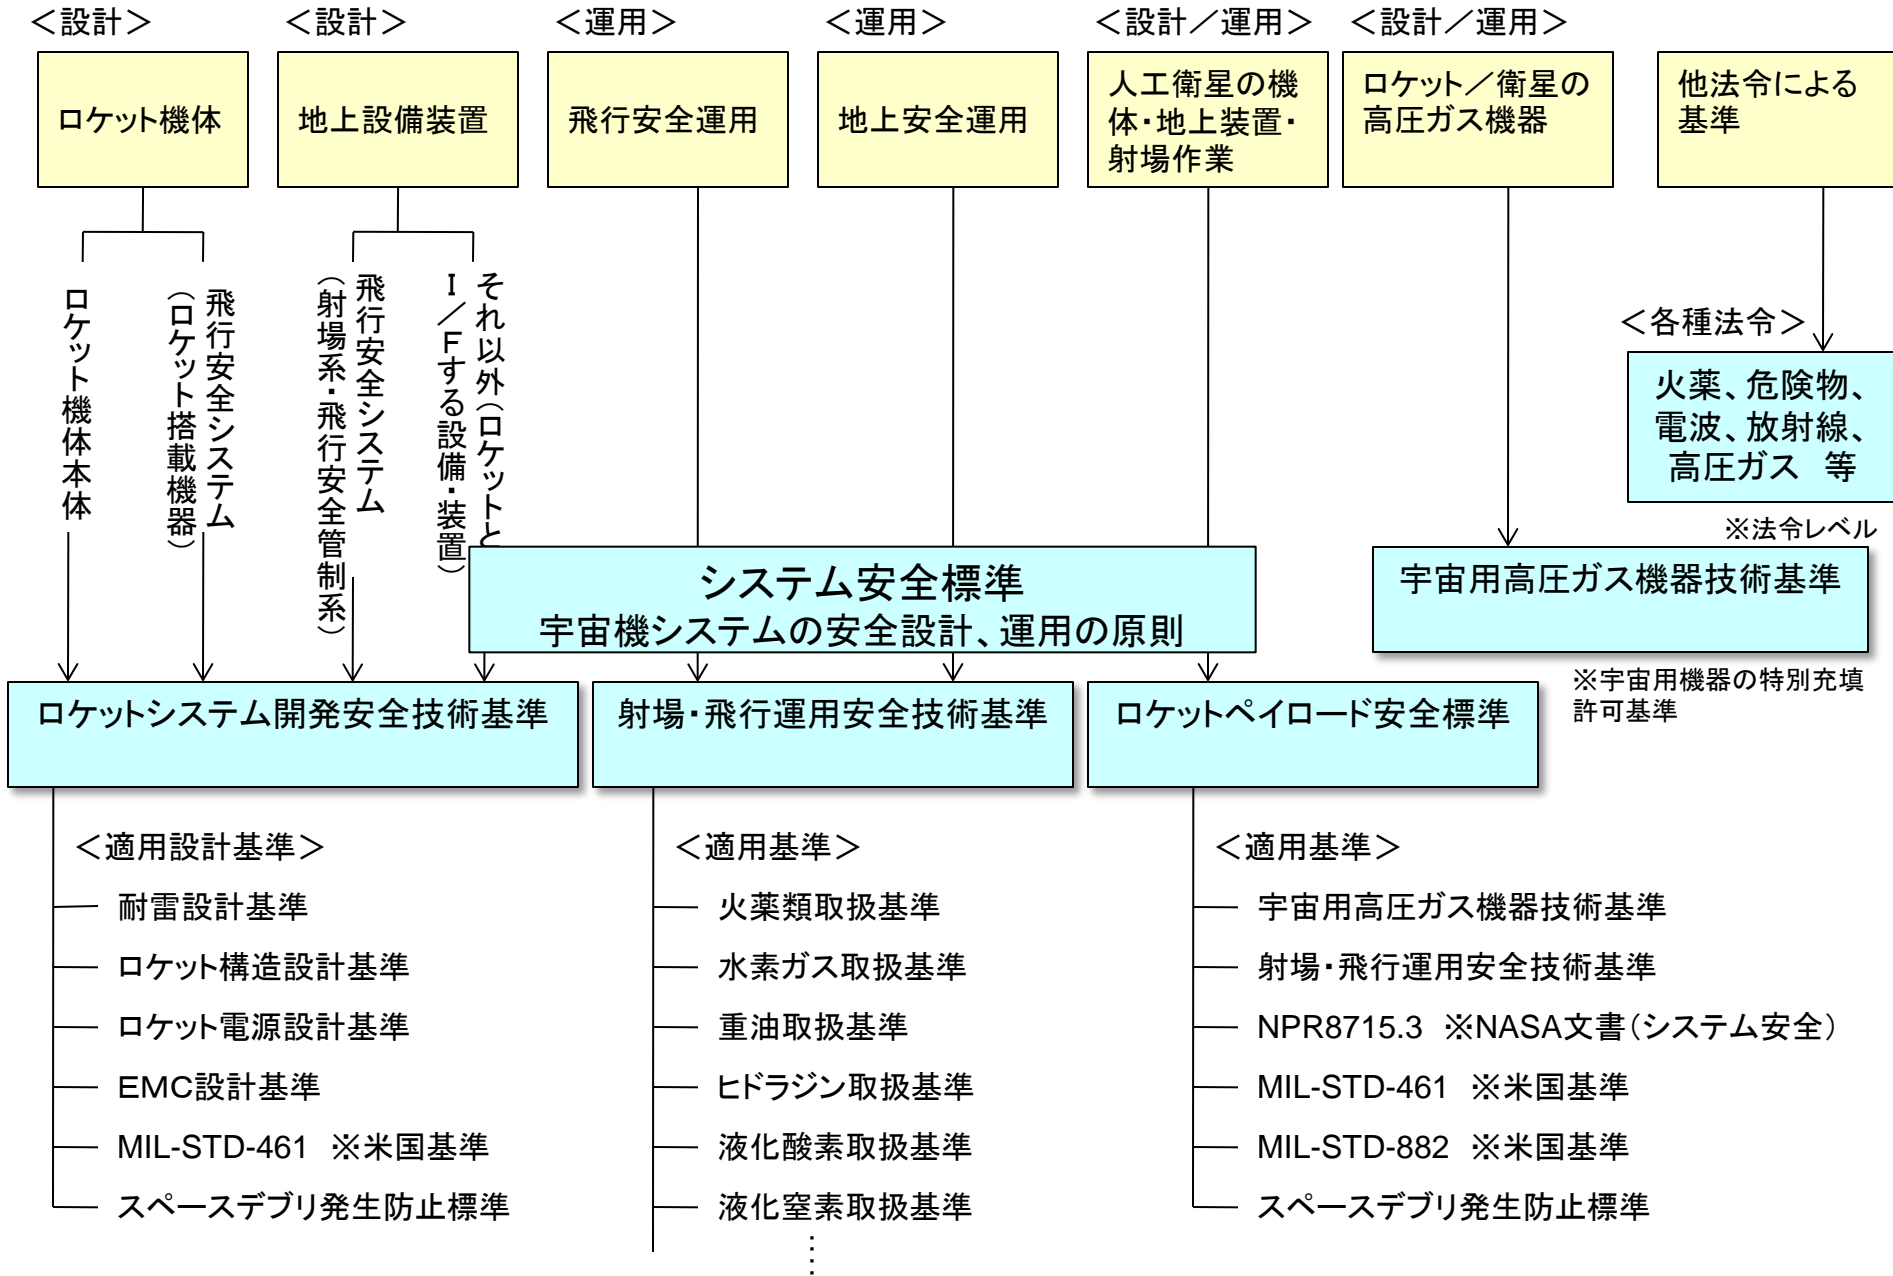 ＜設計＞
＜設計＞
＜運用＞
＜運用＞
＜設計／運用＞
＜設計／運用＞
ロケット機体
地上設備装置
飛行安全運用
地上安全運用
人工衛星の機
体・地上装置・
射場作業
ロケット／衛星の
高圧ガス機器
他法令による
基準
ロケット機体本体
飛行安全システム
（ロケット搭載機器）
飛行安全システム
（射場系・飛行安全管制系）
それ以外（ロケットと
Ｉ／Ｆする設備・装置）
＜各種法令＞
火薬、危険物、
電波、放射線、
高圧ガス　等
※法令レベル
システム安全標準
宇宙機システムの安全設計、運用の原則
宇宙用高圧ガス機器技術基準
※宇宙用機器の特別充填
許可基準
ロケットシステム開発安全技術基準
射場・飛行運用安全技術基準
ロケットペイロード安全標準
＜適用設計基準＞
耐雷設計基準
ロケット構造設計基準
ロケット電源設計基準
ＥＭＣ設計基準
MIL-STD-461　※米国基準
スペースデブリ発生防止標準
＜適用基準＞
火薬類取扱基準
水素ガス取扱基準
重油取扱基準
ヒドラジン取扱基準
液化酸素取扱基準
液化窒素取扱基準
……
＜適用基準＞
宇宙用高圧ガス機器技術基準
射場・飛行運用安全技術基準
NPR8715.3　※NASA文書（システム安全）
MIL-STD-461　※米国基準
MIL-STD-882　※米国基準
スペースデブリ発生防止標準